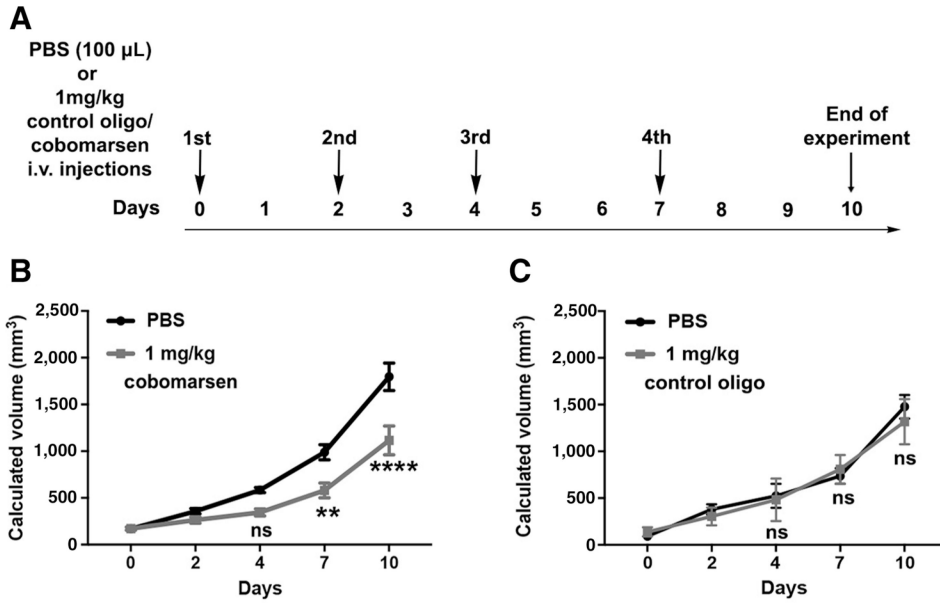 A
PBS (100 µL)
or
1mg/kg
control oligo/
cobomarsen
i.v. injections
1st
2nd
3rd
4th
End of
experiment
Days
0 1 2 3 4 5 6 7 8 9 10
B
Calculated volume (mm³)
2,500
2,000
1,500
1,000
500
0
PBS
1 mg/kg
cobomarsen
ns
**
****
0 2 4 7 10
Days
C
Calculated volume (mm³)
2,500
2,000
1,500
1,000
500
0
PBS
1 mg/kg
control oligo
ns
ns
ns
0 2 4 7 10
Days